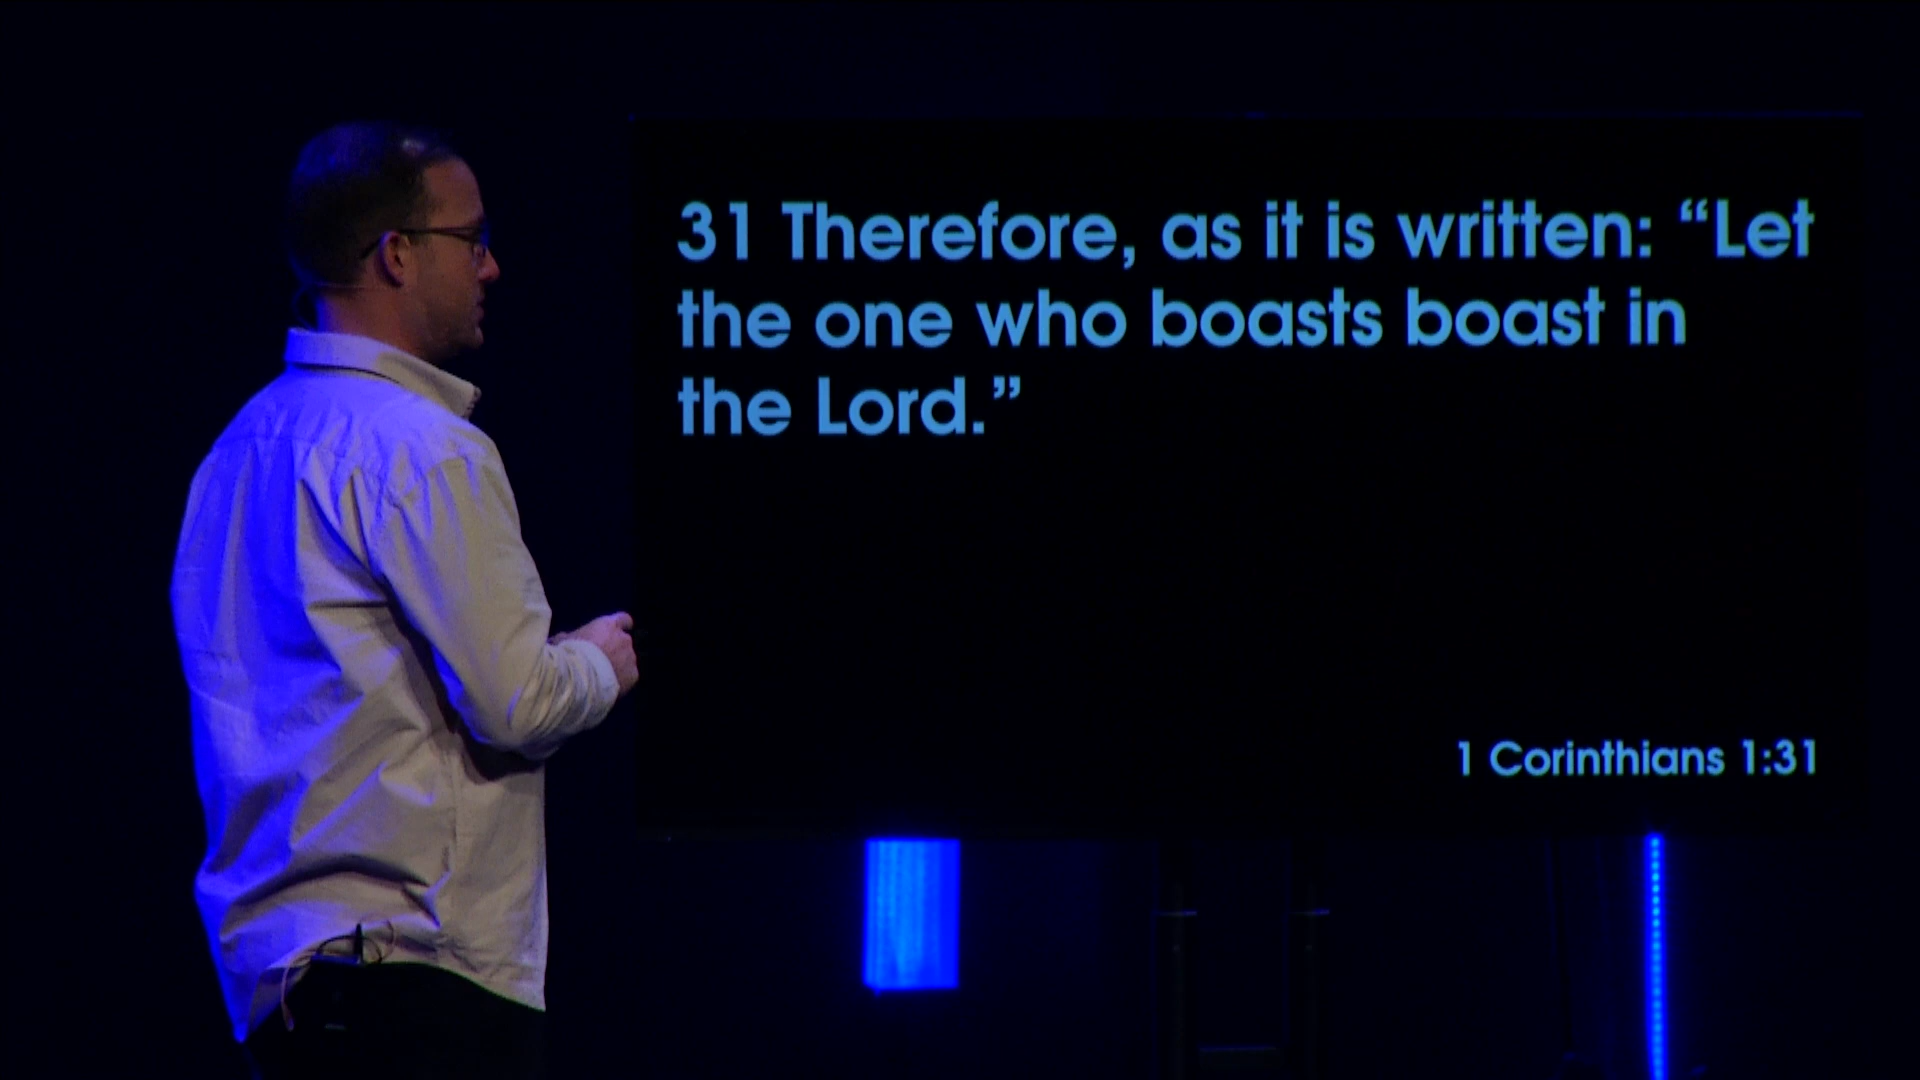 31 Therefore, as it is written: “Let
the one who boasts boast in
the Lord.”
1 Corinthians 1:31